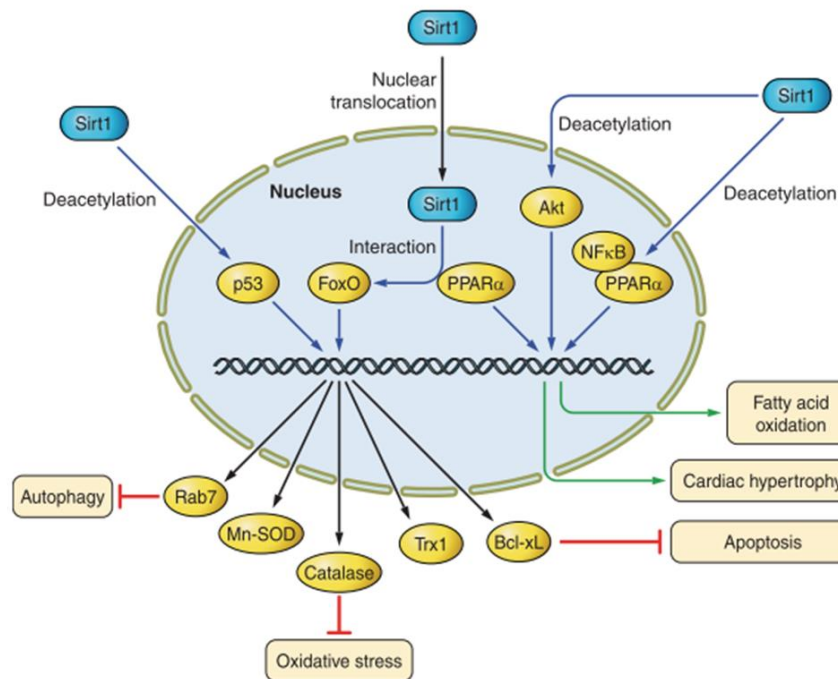 Sirt1
Nuclear
translocation
Sirt1
Sirt1
Deacetylation
Deacetylation
Deacetylation
Nucleus
Sirt1
Akt
Interaction
NFκB
p53
FoxO
PPARα
PPARα
Fatty acid
oxidation
Cardiac hypertrophy
Autophagy
Rab7
Mn-SOD
Catalase
Trx1
Bcl-xL
Apoptosis
Oxidative stress